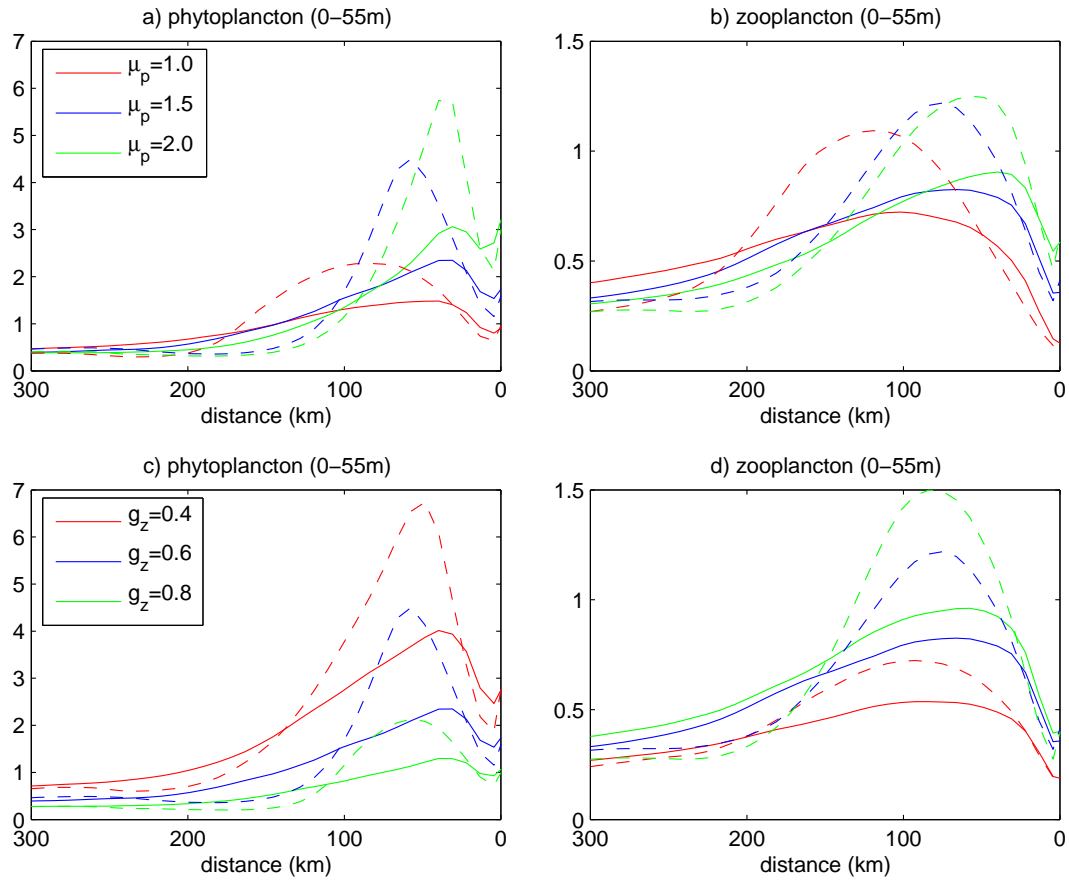 a) phytoplancton (0−55m)
b) zooplancton (0−55m)
7
6
5
4
3
2
1
0
μp=1.0
μp=1.5
μp=2.0
300 200 100 0
distance (km)
1.5
1
0.5
0
300 200 100 0
distance (km)
c) phytoplancton (0−55m)
d) zooplancton (0−55m)
7
6
5
4
3
2
1
0
gz=0.4
gz=0.6
gz=0.8
300 200 100 0
distance (km)
1.5
1
0.5
0
300 200 100 0
distance (km)